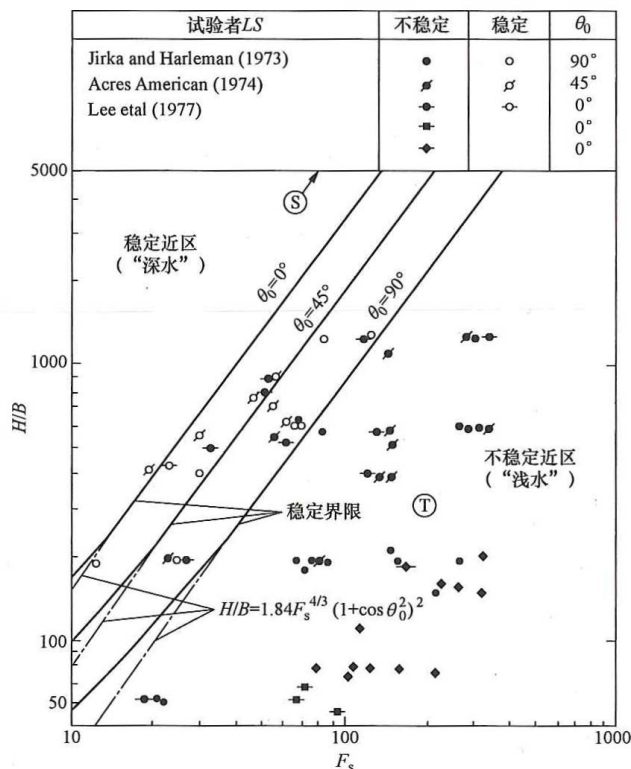 试验者LS 不稳定 稳定 θ₀
Jirka and Harleman (1973) 90°
Acres American (1974) 45°
Lee etal (1977) 0°
0°
0°
5000
1000
100
50
H/B
S
稳定近区
(“深水”)
θ₀=0°
θ₀=45°
θ₀=90°
不稳定近区
(“浅水”)
T
稳定界限
H/B=1.84Fₛ^4/3 (1+cosθ₀²)²
10 100 1000
Fₛ